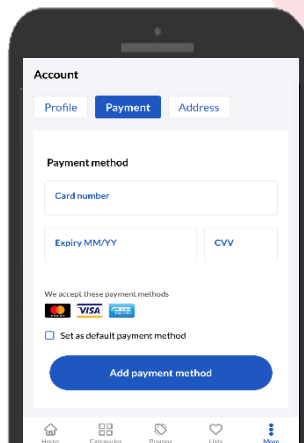 Account
Profile Payment Address
Payment method
Card number
Expiry MM/YY CVV
We accept these payment methods
VISA
Set as default payment method
Add payment method
Home Categories Promos Lists More